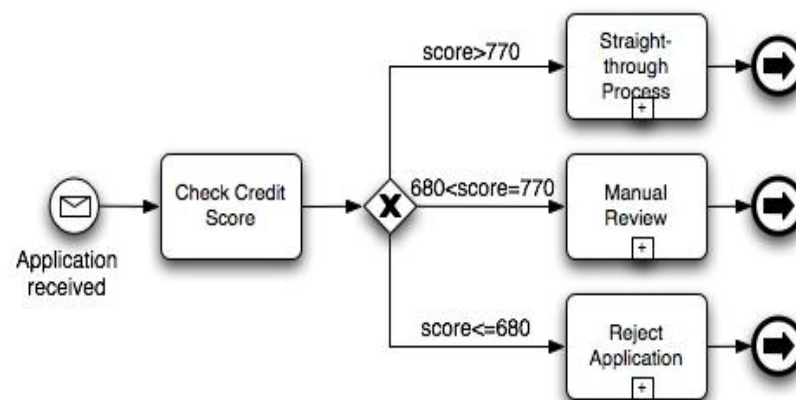 score>770
Straight-
through
Process
+
Check Credit
Score
X
680<score=770
Manual
Review
+
Application
received
score<=680
Reject
Application
+